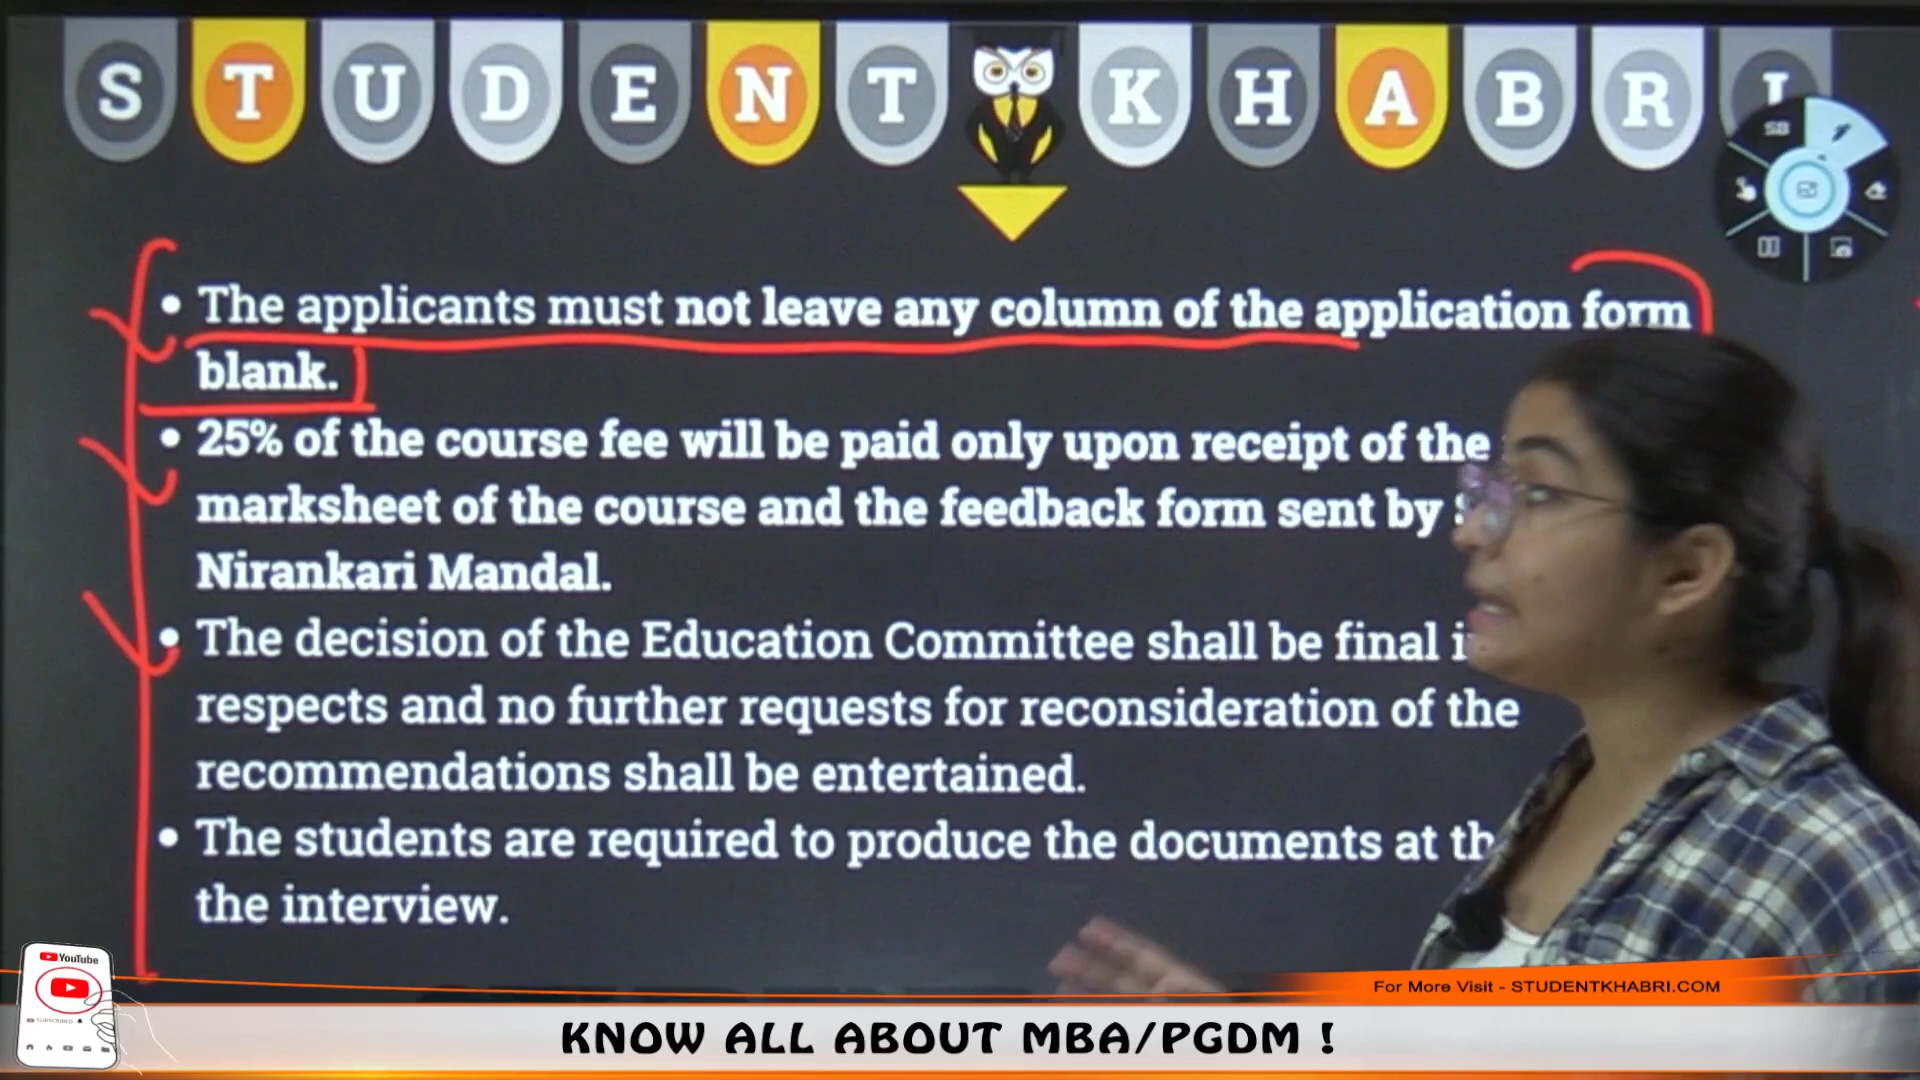 STUDENT KHABRI
SB
• The applicants must not leave any column of the application form
blank.
• 25% of the course fee will be paid only upon receipt of the
marksheet of the course and the feedback form sent by
Nirankari Mandal.
• The decision of the Education Committee shall be final
respects and no further requests for reconsideration of the
recommendations shall be entertained.
• The students are required to produce the documents at
the interview.
YouTube
SUBSCRIBED
For More Visit - STUDENTKHABRI.COM
KNOW ALL ABOUT MBA/PGDM !